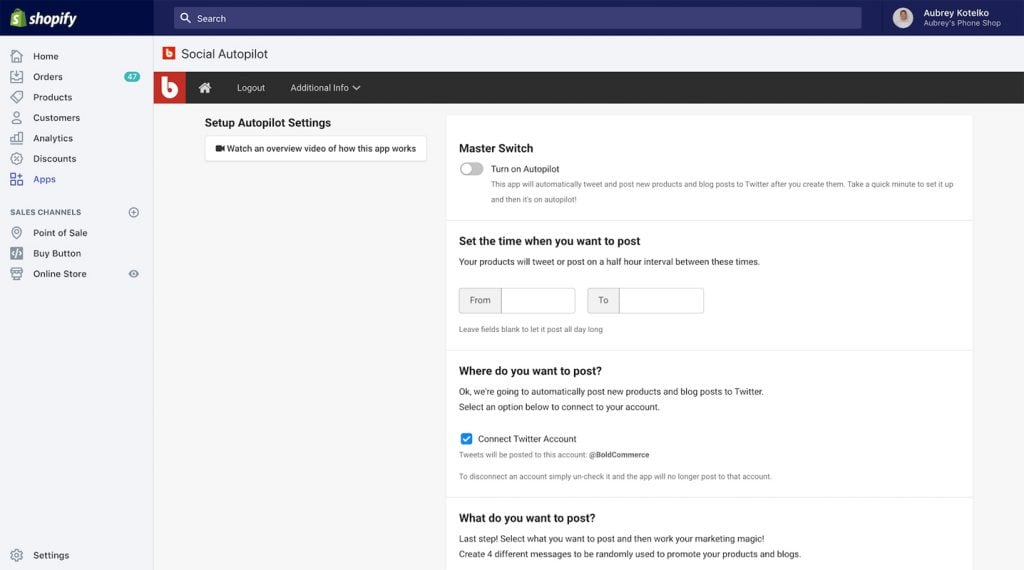 shopify
Search
Aubrey Kotelko
Aubrey's Phone Shop
Home
Orders
47
Products
Customers
Analytics
Discounts
Apps
SALES CHANNELS
Point of Sale
Buy Button
Online Store
Settings
b Social Autopilot
b
Logout
Additional Info
Setup Autopilot Settings
Watch an overview video of how this app works
Master Switch
Turn on Autopilot
This app will automatically tweet and post new products and blog posts to Twitter after you create them. Take a quick minute to set it up
and then it's on autopilot!
Set the time when you want to post
Your products will tweet or post on a half hour interval between these times.
From
To
Leave fields blank to let it post all day long
Where do you want to post?
Ok, we're going to automatically post new products and blog posts to Twitter.
Select an option below to connect to your account.
Connect Twitter Account
Tweets will be posted to this account: @BoldCommerce
To disconnect an account simply un-check it and the app will no longer post to that account.
What do you want to post?
Last step! Select what you want to post and then work your marketing magic!
Create 4 different messages to be randomly used to promote your products and blogs.